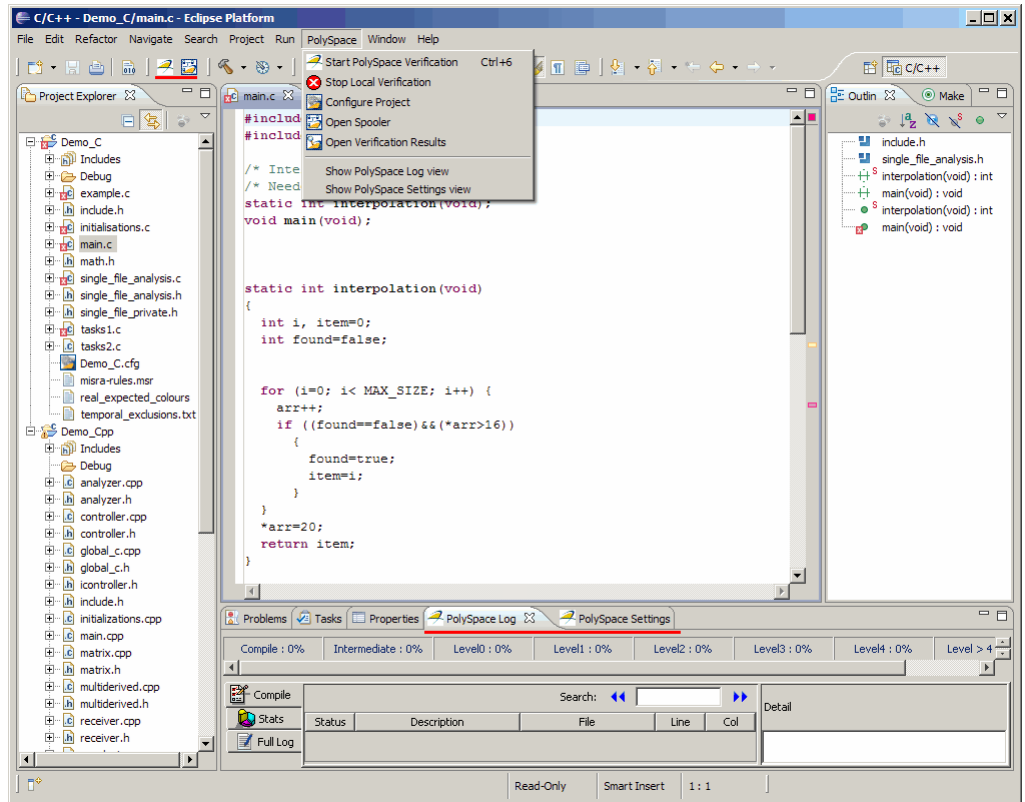 C/C++ - Demo_C/main.c - Eclipse Platform
File Edit Refactor Navigate Search Project Run PolySpace Window Help
Start PolySpace Verification Ctrl+6
Stop Local Verification
Configure Project
Open Spooler
Open Verification Results
Show PolySpace Log view
Show PolySpace Settings view
C/C++
Project Explorer
Demo_C
Includes
Debug
example.c
include.h
initialisations.c
main.c
math.h
single_file_analysis.c
single_file_analysis.h
single_file_private.h
tasks1.c
tasks2.c
Demo_C.cfg
misra-rules.msr
real_expected_colours
temporal_exclusions.txt
Demo_Cpp
Includes
Debug
analyzer.cpp
analyzer.h
controller.cpp
controller.h
global_c.cpp
global_c.h
icontroller.h
include.h
initializations.cpp
main.cpp
matrix.cpp
matrix.h
multiderived.cpp
multiderived.h
receiver.cpp
receiver.h
main.c
#includ
#includ
/* Inte
/* Need
static int interpolation(void);
void main(void);
static int interpolation(void)
{
int i, item=0;
int found=false;
for (i=0; i< MAX_SIZE; i++) {
arr++;
if ((found==false)&&(*arr>16))
{
found=true;
item=i;
}
}
*arr=20;
return item;
}
Outlin Make
include.h
single_file_analysis.h
S interpolation(void) : int
main(void) : void
S interpolation(void) : int
main(void) : void
Problems Tasks Properties PolySpace Log PolySpace Settings
Compile : 0% Intermediate : 0% Level0 : 0% Level1 : 0% Level2 : 0% Level3 : 0% Level4 : 0% Level > 4
Compile
Stats
Full Log
Search:
Status Description File Line Col
Detail
Read-Only Smart Insert 1 : 1